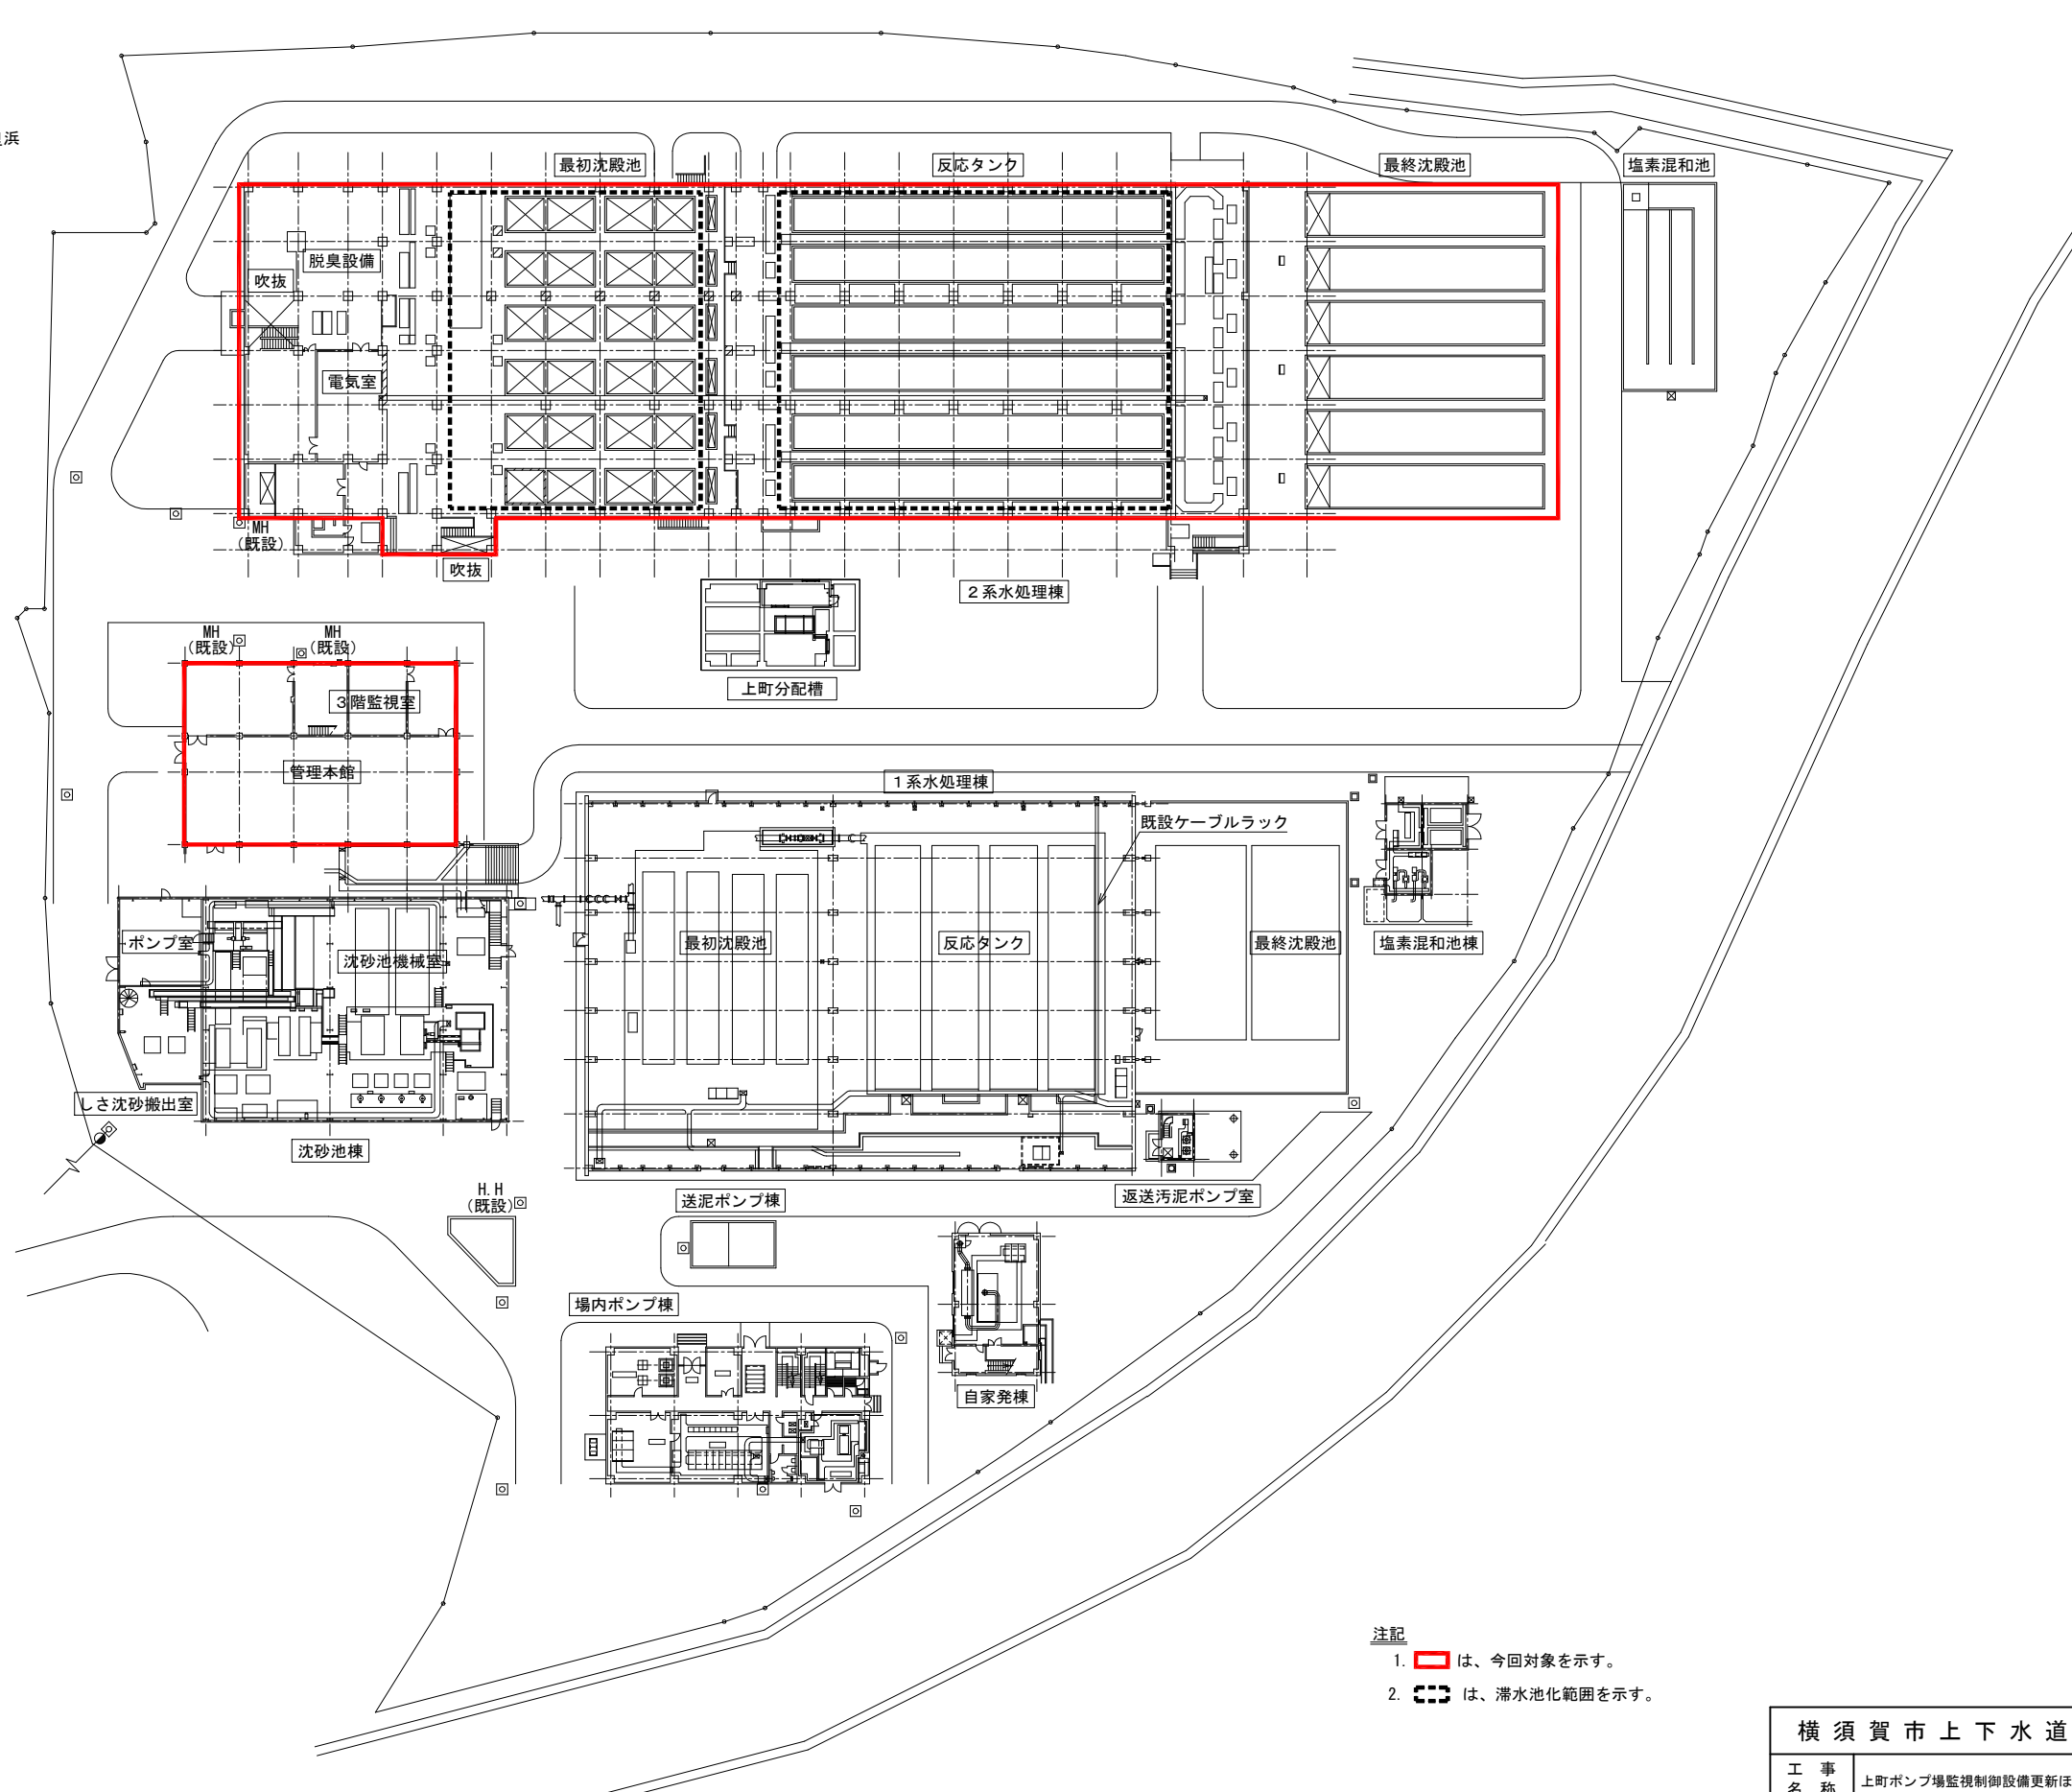 浜
最初沈殿池
反応タンク
最終沈殿池
塩素混和池
脱臭設備
吹抜
電気室
MH
(既設)
吹抜
2系水処理棟
上町分配槽
MH
(既設)
MH
(既設)
3階監視室
管理本館
1系水処理棟
既設ケーブルラック
ポンプ室
沈砂池機械室
最初沈殿池
反応タンク
最終沈殿池
塩素混和池棟
しさ沈砂搬出室
沈砂池棟
H.H
(既設)
送泥ポンプ棟
返送汚泥ポンプ室
場内ポンプ棟
自家発棟
注記
1. は、今回対象を示す。
2. は、滞水池化範囲を示す。
横須賀市上下水道
工事
名称
上町ポンプ場監視制御設備更新ほ